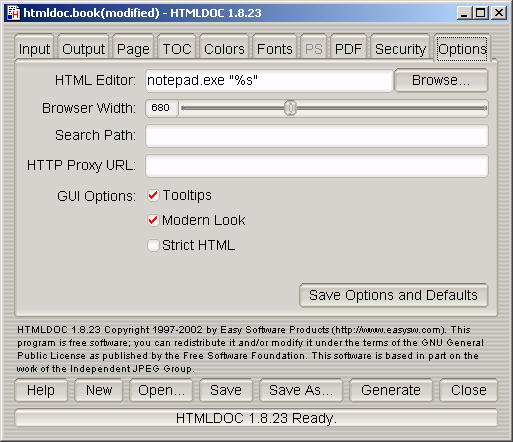 htmldoc.book(modified) - HTMLDOC 1.8.23
Input Output Page TOC Colors Fonts PS PDF Security Options
HTML Editor: notepad.exe "%s" Browse...
Browser Width: 680
Search Path:
HTTP Proxy URL:
GUI Options: Tooltips
Modern Look
Strict HTML
Save Options and Defaults
HTMLDOC 1.8.23 Copyright 1997-2002 by Easy Software Products (http://www.easysw.com). This
program is free software; you can redistribute it and/or modify it under the terms of the GNU General
Public License as published by the Free Software Foundation. This software is based in part on the
work of the Independent JPEG Group.
Help New Open... Save Save As... Generate Close
HTMLDOC 1.8.23 Ready.